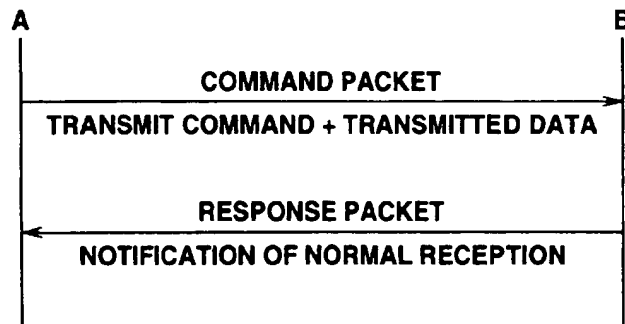 A B
COMMAND PACKET
TRANSMIT COMMAND + TRANSMITTED DATA
RESPONSE PACKET
NOTIFICATION OF NORMAL RECEPTION